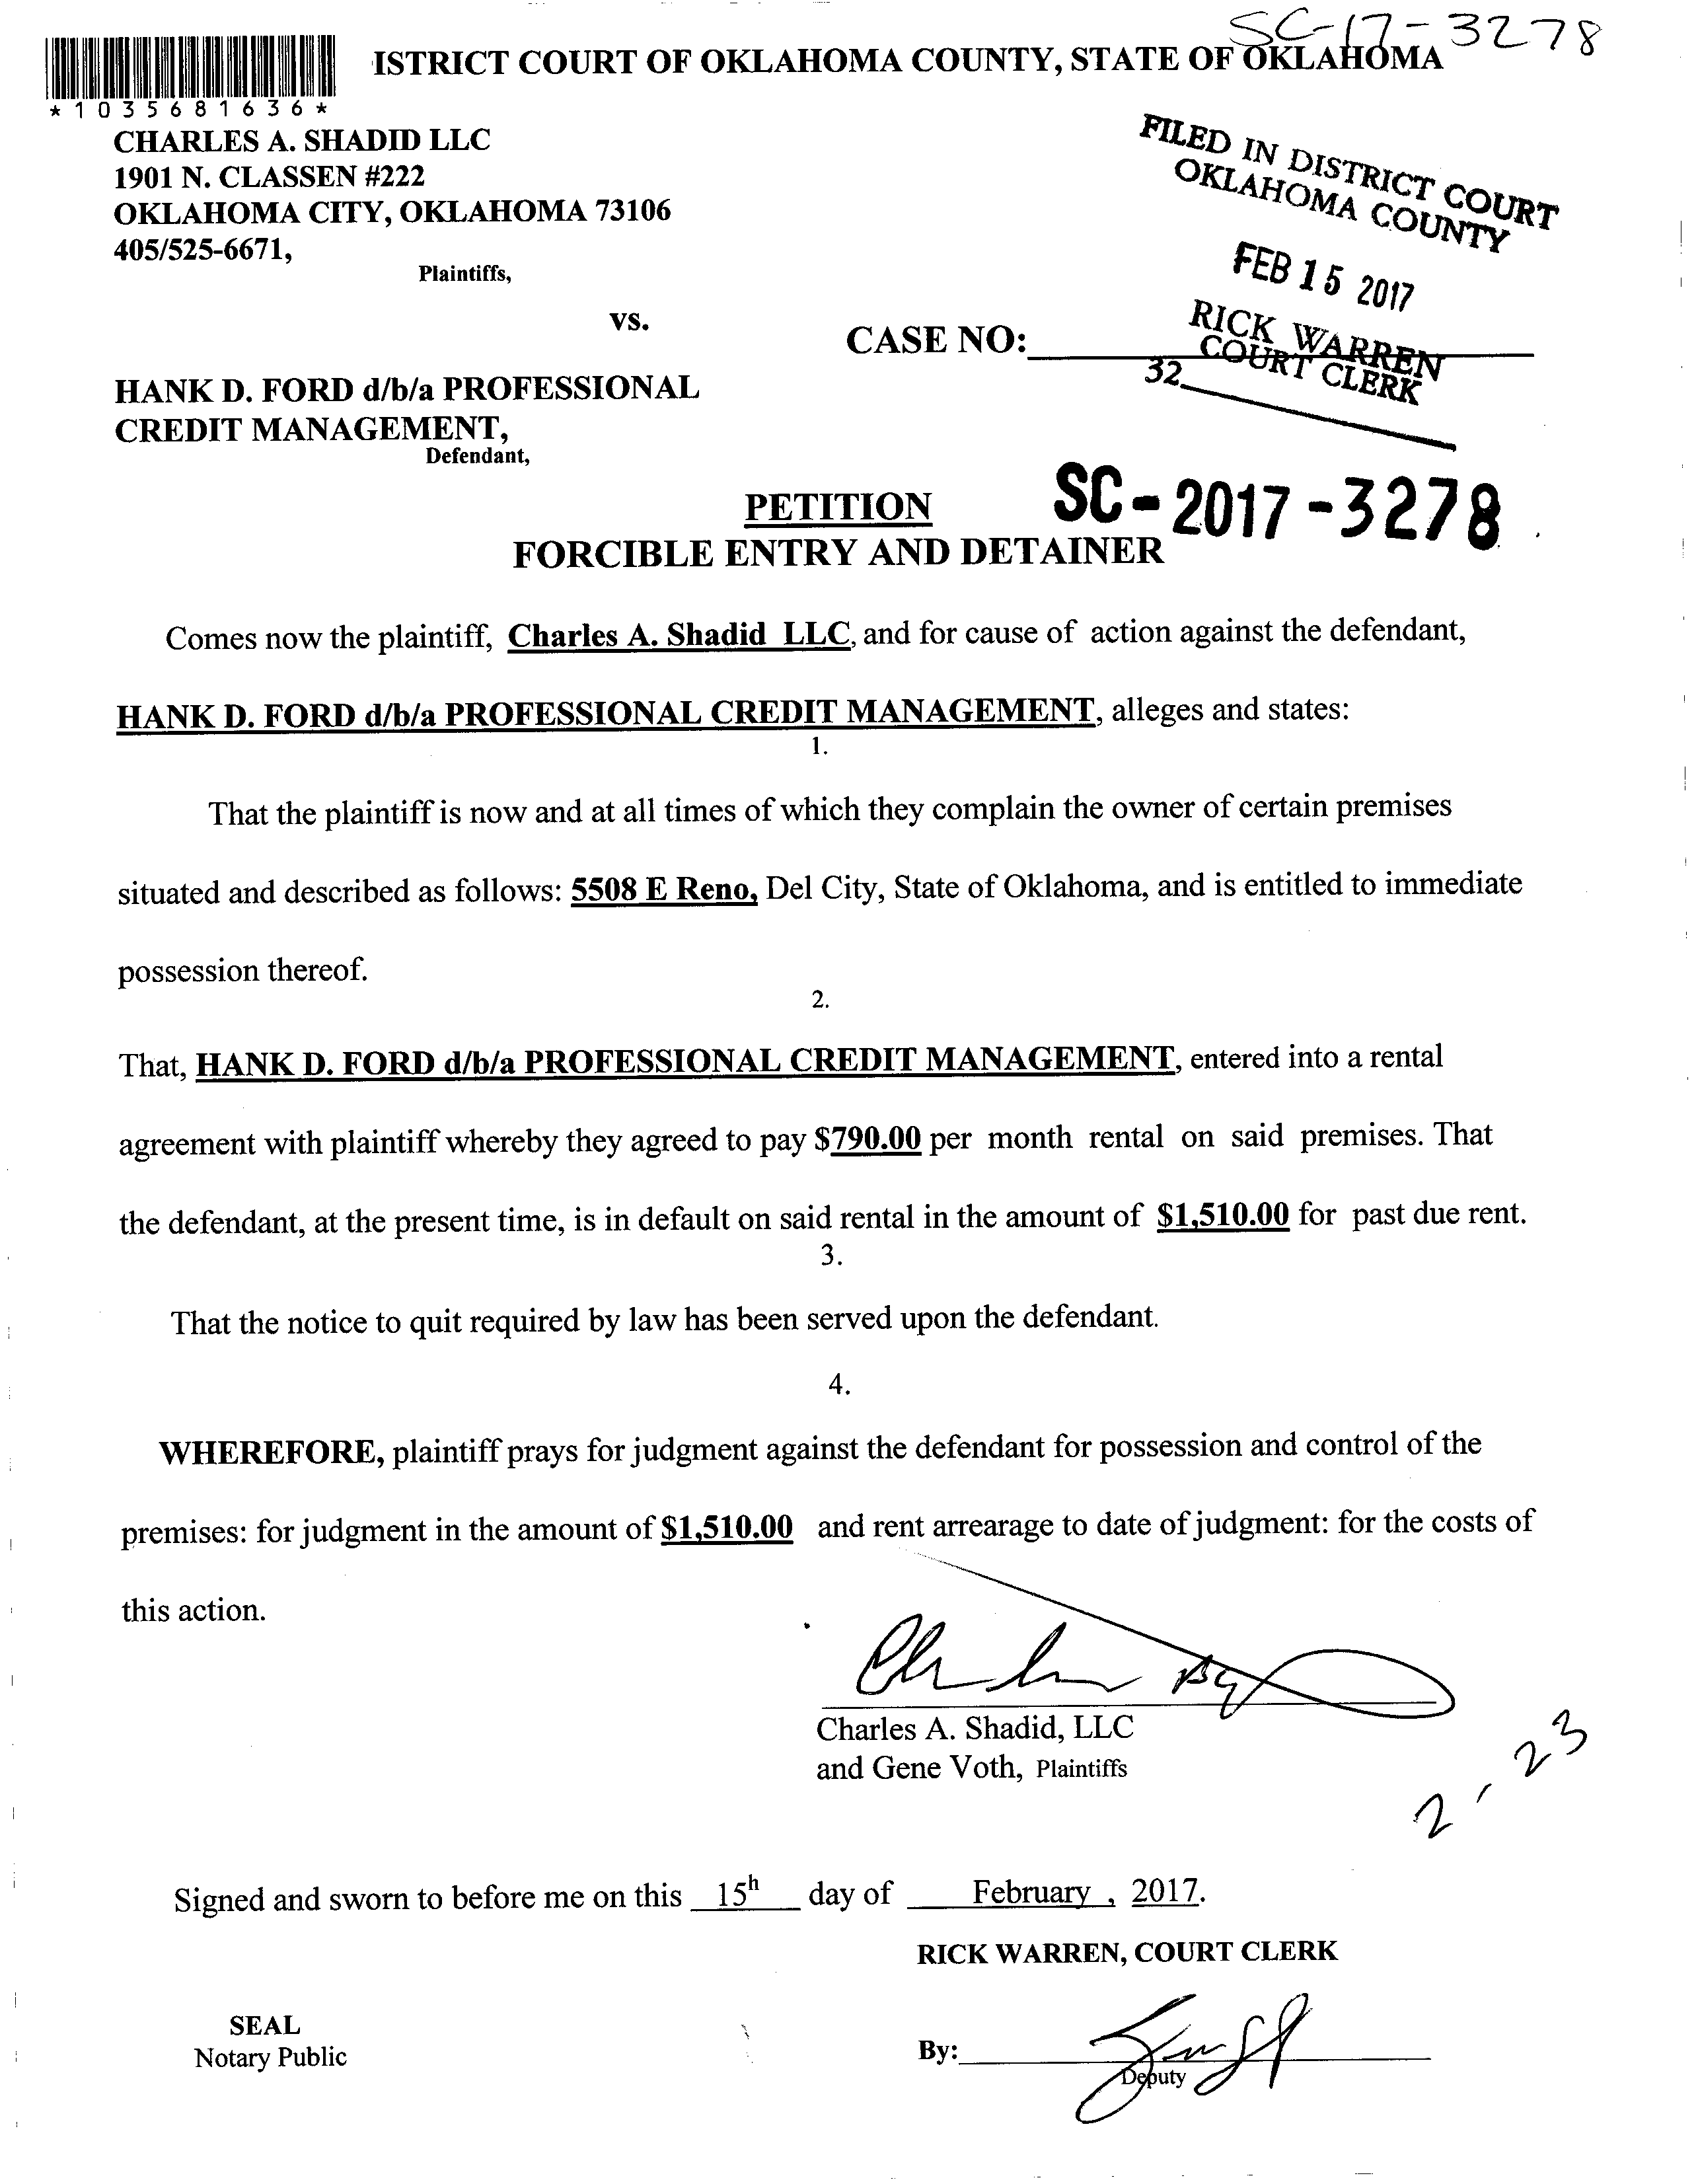 SC-17-3278
ISTRICT COURT OF OKLAHOMA COUNTY, STATE OF OKLAHOMA
*1035681636*
CHARLES A. SHADID LLC
1901 N. CLASSEN #222
OKLAHOMA CITY, OKLAHOMA 73106
405/525-6671,
Plaintiffs,
FILED IN DISTRICT COURT
OKLAHOMA COUNTY
FEB 15 2017
RICK WARREN
COURT CLERK
32
vs.
CASE NO:
HANK D. FORD d/b/a PROFESSIONAL
CREDIT MANAGEMENT,
Defendant,
PETITION
SC-2017-3278
FORCIBLE ENTRY AND DETAINER
Comes now the plaintiff, Charles A. Shadid LLC, and for cause of action against the defendant,
HANK D. FORD d/b/a PROFESSIONAL CREDIT MANAGEMENT, alleges and states:
1.
That the plaintiff is now and at all times of which they complain the owner of certain premises
situated and described as follows: 5508 E Reno, Del City, State of Oklahoma, and is entitled to immediate
possession thereof.
2.
That, HANK D. FORD d/b/a PROFESSIONAL CREDIT MANAGEMENT, entered into a rental
agreement with plaintiff whereby they agreed to pay $790.00 per month rental on said premises. That
the defendant, at the present time, is in default on said rental in the amount of $1,510.00 for past due rent.
3.
That the notice to quit required by law has been served upon the defendant.
4.
WHEREFORE, plaintiff prays for judgment against the defendant for possession and control of the
premises: for judgment in the amount of $1,510.00 and rent arrearage to date of judgment: for the costs of
this action.
Charles A. Shadid, LLC
and Gene Voth, Plaintiffs
2-23
Signed and sworn to before me on this 15h day of February , 2017.
RICK WARREN, COURT CLERK
SEAL
Notary Public
By:
Deputy